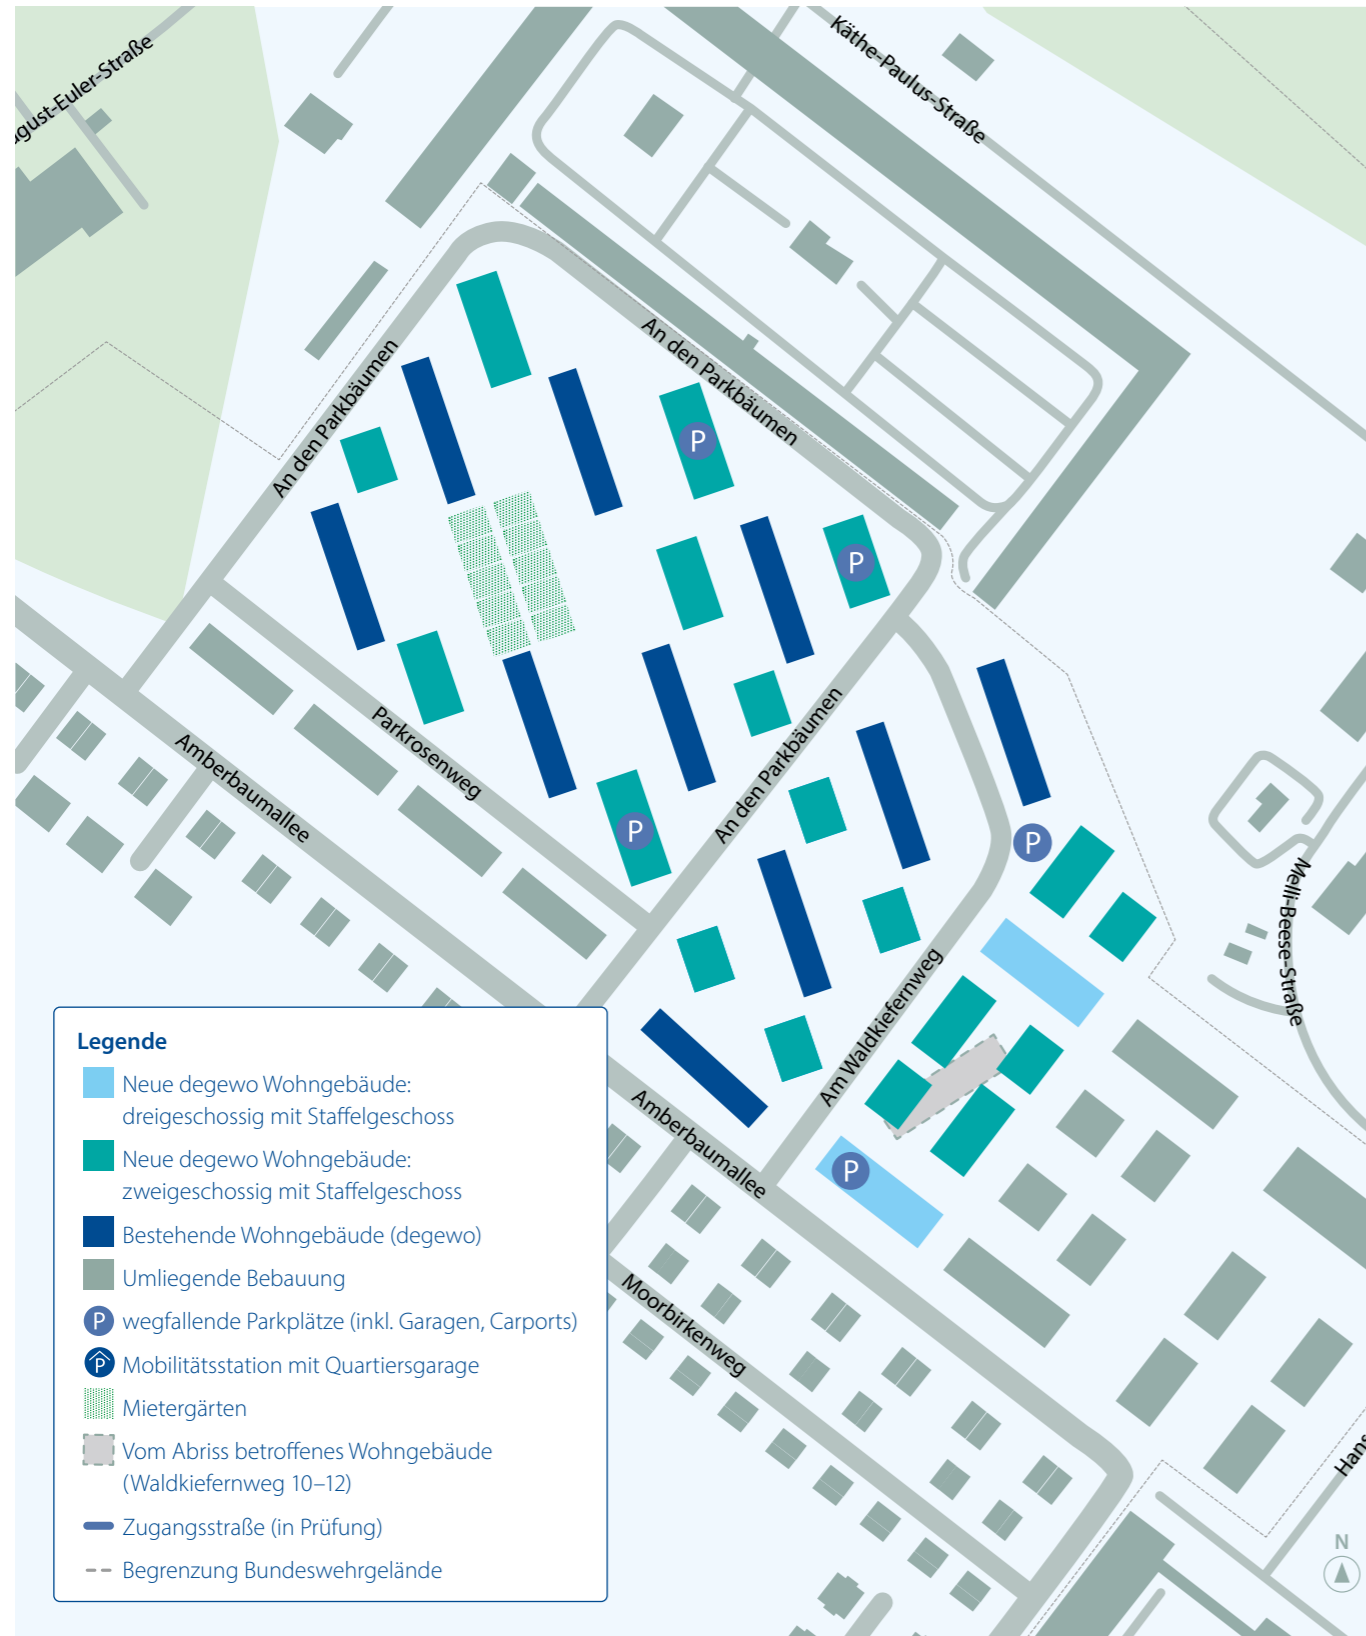 Käthe-Paulus-Straße
gust-Euler-Straße
An den Parkbäumen
An den Parkbäumen
P
P
Parkrosenweg
An den Parkbäumen
Amberbaumallee
P
P
Melli-Beese-Straße
Am Waldkiefernweg
Amberbaumallee
P
Moorbirkenweg
Hans
N
Legende
Neue degewo Wohngebäude:
dreigeschossig mit Staffelgeschoss
Neue degewo Wohngebäude:
zweigeschossig mit Staffelgeschoss
Bestehende Wohngebäude (degewo)
Umliegende Bebauung
P wegfallende Parkplätze (inkl. Garagen, Carports)
P Mobilitätsstation mit Quartiersgarage
Mietergärten
Vom Abriss betroffenes Wohngebäude
(Waldkiefernweg 10–12)
Zugangsstraße (in Prüfung)
Begrenzung Bundeswehrgelände